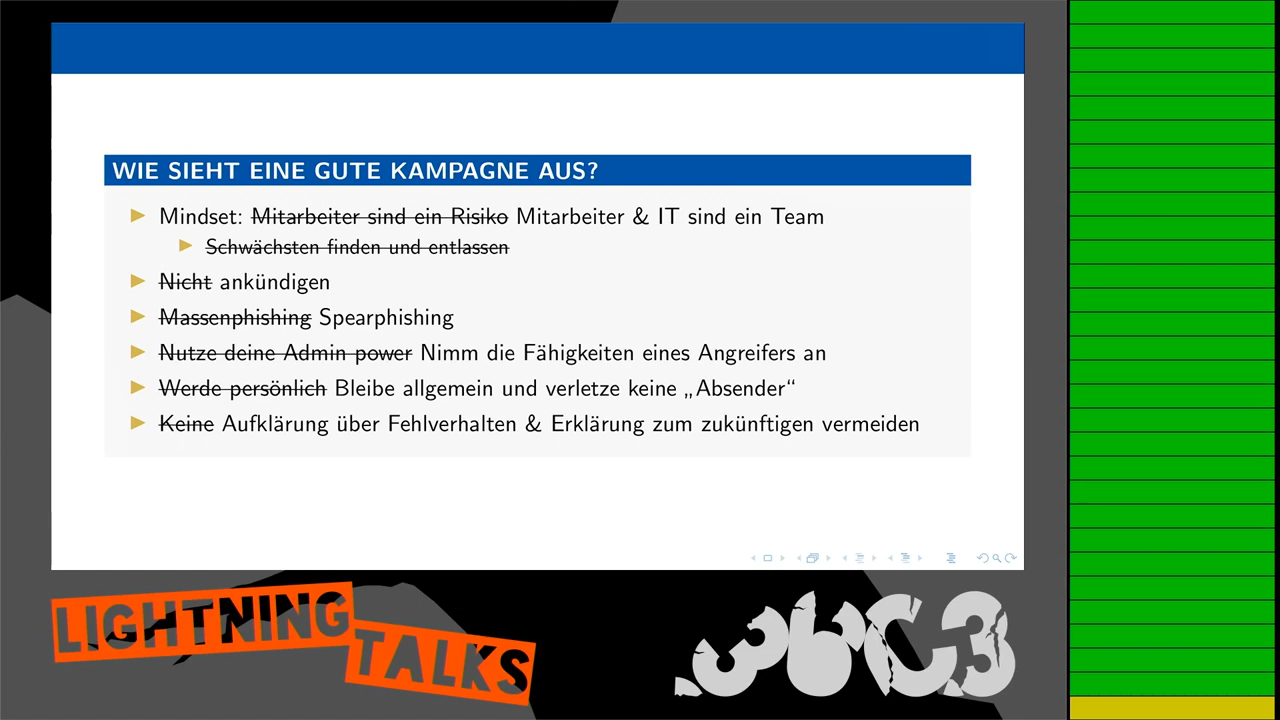 WIE SIEHT EINE GUTE KAMPAGNE AUS?
Mindset: Mitarbeiter sind ein Risiko Mitarbeiter & IT sind ein Team
Schwächsten finden und entlassen
Nicht ankündigen
Massenphishing Spearphishing
Nutze deine Admin power Nimm die Fähigkeiten eines Angreifers an
Werde persönlich Bleibe allgemein und verletze keine „Absender“
Keine Aufklärung über Fehlverhalten & Erklärung zum zukünftigen vermeiden
LIGHTNING
TALKS
36C3